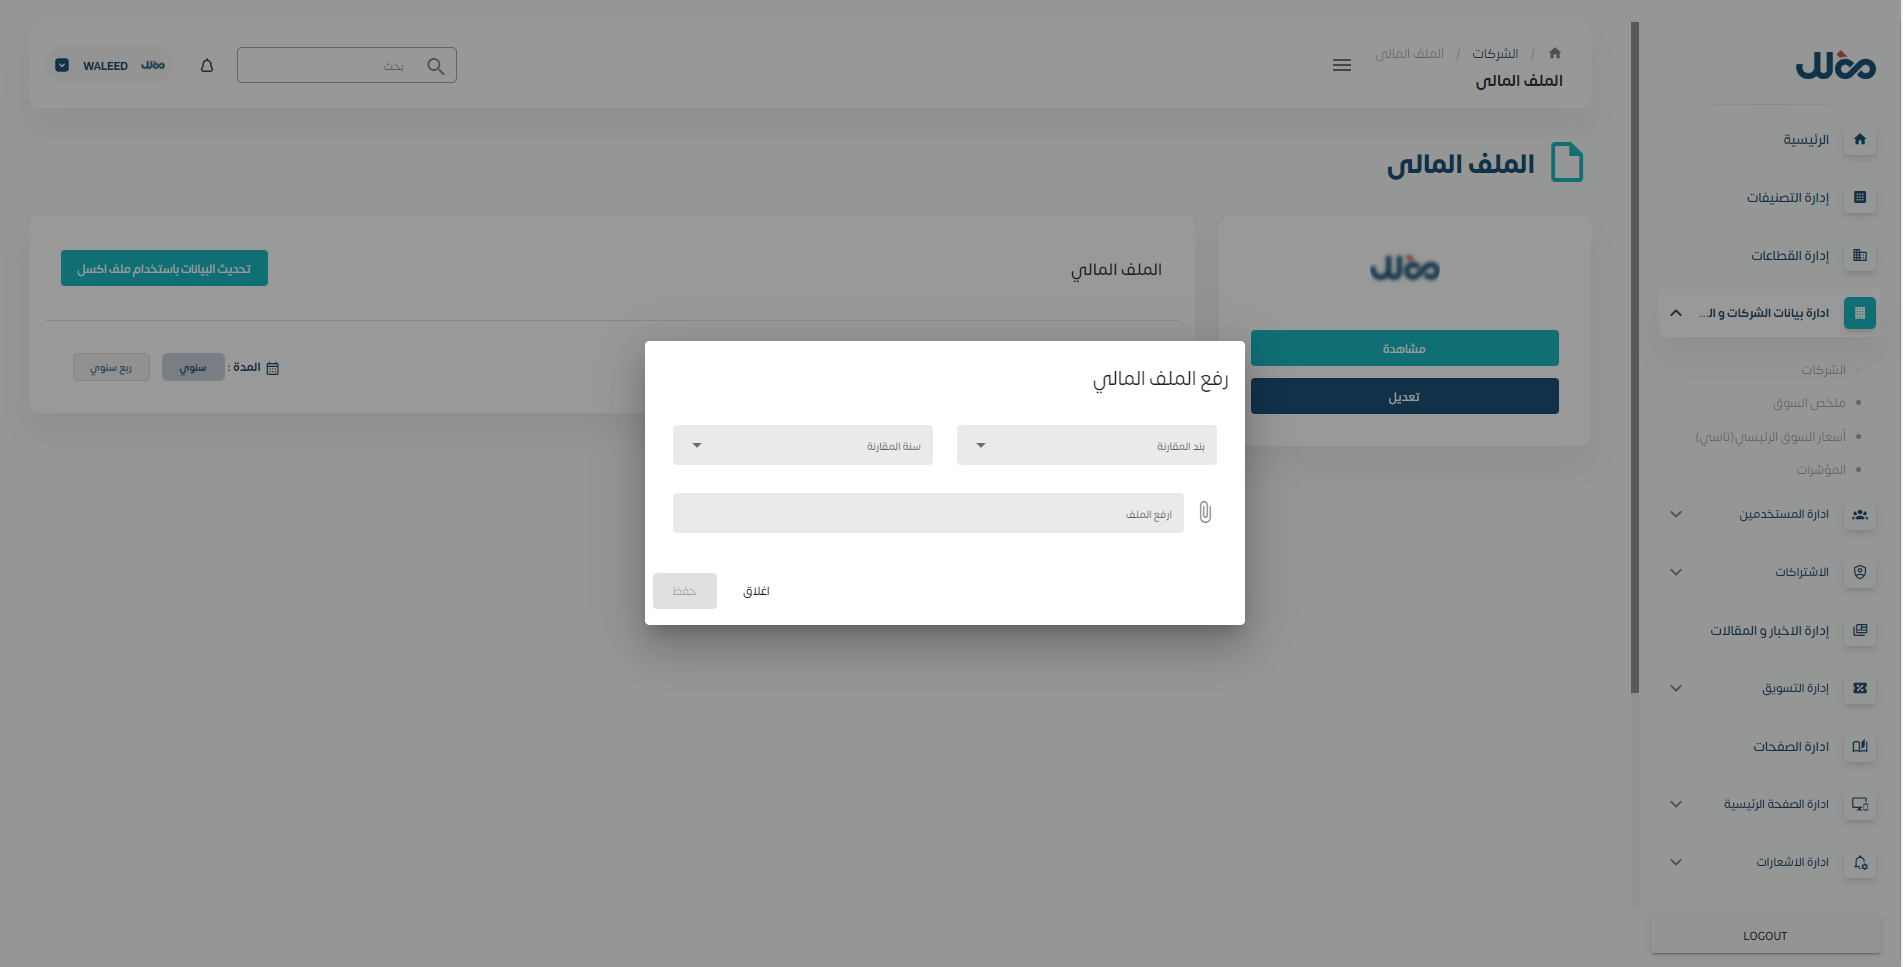 الشركات / الملف المالي
الملف المالي
بحث
WALEED
الملف المالي
مشاهدة
تعديل
الملف المالي
تحديث البيانات باستخدام ملف اكسل
المدة :
سنوي
ربع سنوي
رفع الملف المالي
بند المقارنة
سنة المقارنة
ارفع الملف
اغلاق
حفظ
الرئيسية
إدارة التصنيفات
إدارة القطاعات
ادارة بيانات الشركات و ال...
الشركات
ملخص السوق
أسعار السوق الرئيسي(تاسي)
المؤشرات
ادارة المستخدمين
الاشتراكات
إدارة الاخبار و المقالات
إدارة التسويق
ادارة الصفحات
ادارة الصفحة الرئيسية
ادارة الاشعارات
LOGOUT